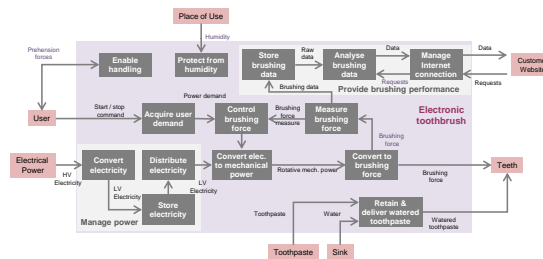 Place of Use
Humidity
Prehension
forces
Enable
handling
Protect from
humidity
Store
brushing
data
Raw
data
Analyse
brushing
data
Data
Manage
Internet
connection
Data
Requests
Requests
Customer
Website
Provide brushing performance
Brushing data
User
Start / stop
command
Acquire user
demand
Power demand
Control
brushing
force
Brushing
force
measure
Measure
brushing
force
Electronic
toothbrush
Brushing
force
Electrical
Power
HV
Electricity
Convert
electricity
LV
Electricity
Distribute
electricity
LV
Electricity
Store
electricity
Manage power
Convert elec.
to mechanical
power
Rotative mech. power
Convert to
brushing
force
Brushing
force
Teeth
Toothpaste
Water
Retain &
deliver watered
toothpaste
Watered
toothpaste
Toothpaste
Sink